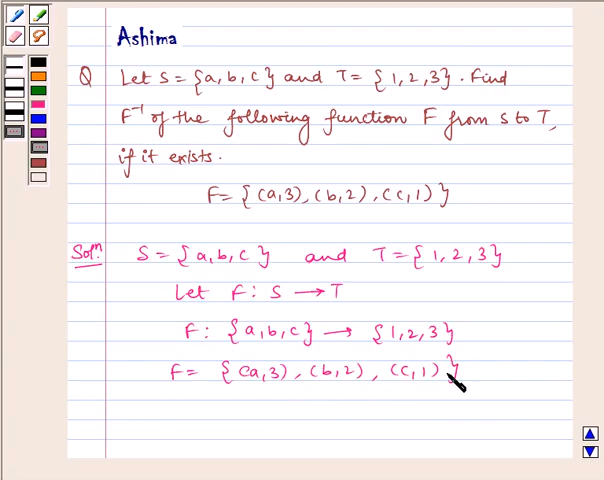 Ashima
Q Let S = {a, b, c} and T = {1, 2, 3}. Find
F⁻¹ of the following function F from S to T,
if it exists.
F = {(a, 3), (b, 2), (c, 1)}
Solⁿ. S = {a, b, c} and T = {1, 2, 3}
Let F : S → T
F : {a, b, c} → {1, 2, 3}
F = {(a, 3), (b, 2), (c, 1)}